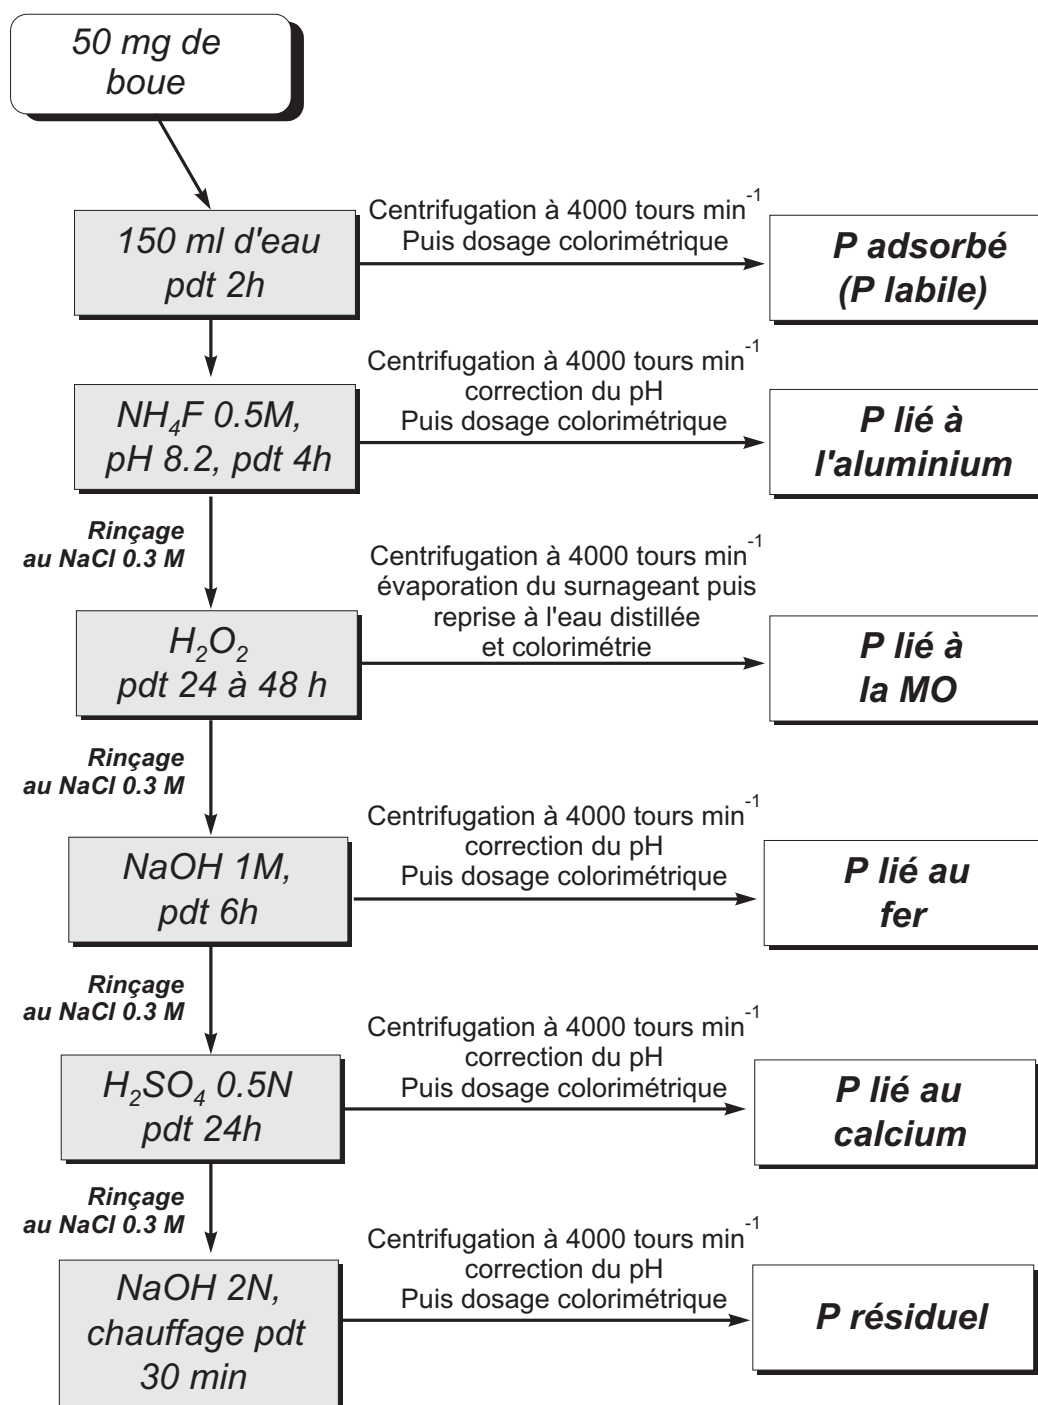 50 mg de
boue
150 ml d'eau
pdt 2h
Centrifugation à 4000 tours min⁻¹
Puis dosage colorimétrique
P adsorbé
(P labile)
NH₄F 0.5M,
pH 8.2, pdt 4h
Centrifugation à 4000 tours min⁻¹
correction du pH
Puis dosage colorimétrique
P lié à
l'aluminium
Rinçage
au NaCl 0.3 M
H₂O₂
pdt 24 à 48 h
Centrifugation à 4000 tours min⁻¹
évaporation du surnageant puis
reprise à l'eau distillée
et colorimétrie
P lié à
la MO
Rinçage
au NaCl 0.3 M
NaOH 1M,
pdt 6h
Centrifugation à 4000 tours min⁻¹
correction du pH
Puis dosage colorimétrique
P lié au
fer
Rinçage
au NaCl 0.3 M
H₂SO₄ 0.5N
pdt 24h
Centrifugation à 4000 tours min⁻¹
correction du pH
Puis dosage colorimétrique
P lié au
calcium
Rinçage
au NaCl 0.3 M
NaOH 2N,
chauffage pdt
30 min
Centrifugation à 4000 tours min⁻¹
correction du pH
Puis dosage colorimétrique
P résiduel